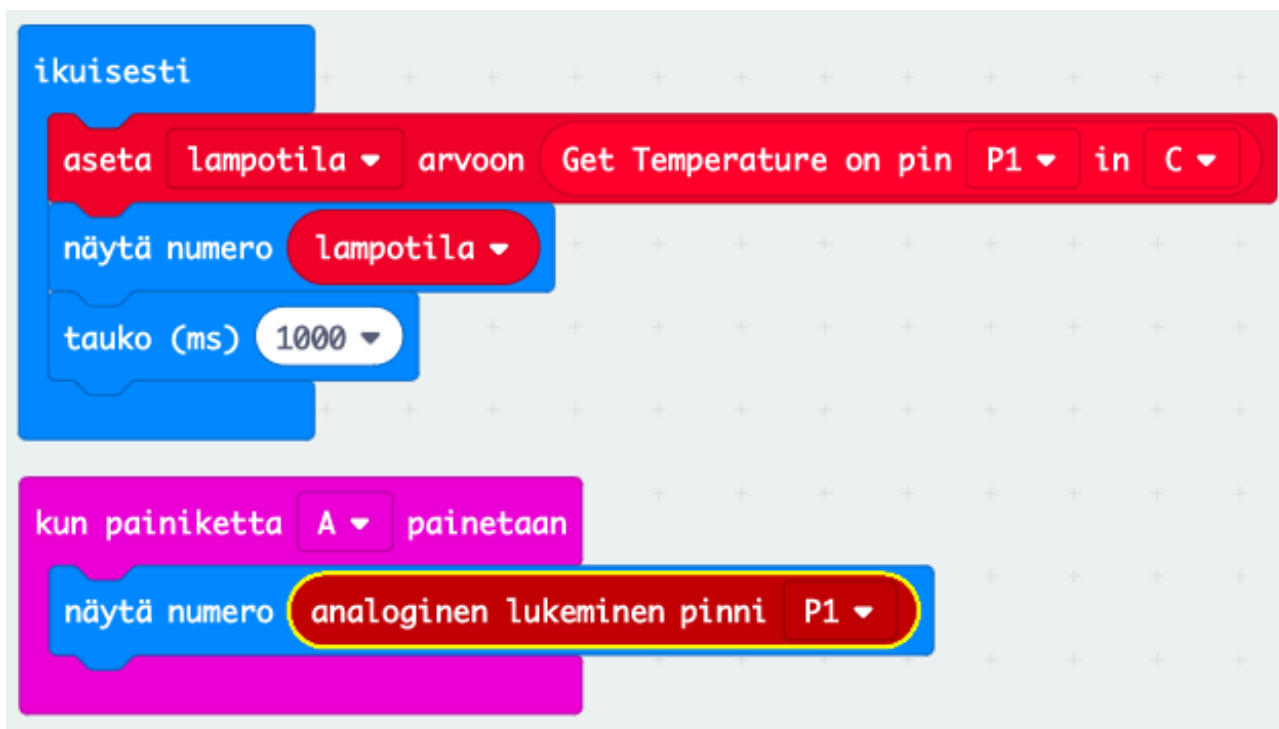 ikuisesti
aseta lampotila arvoon Get Temperature on pin P1 in C
näytä numero lampotila
tauko (ms) 1000
kun painiketta A painetaan
näytä numero analoginen lukeminen pinni P1